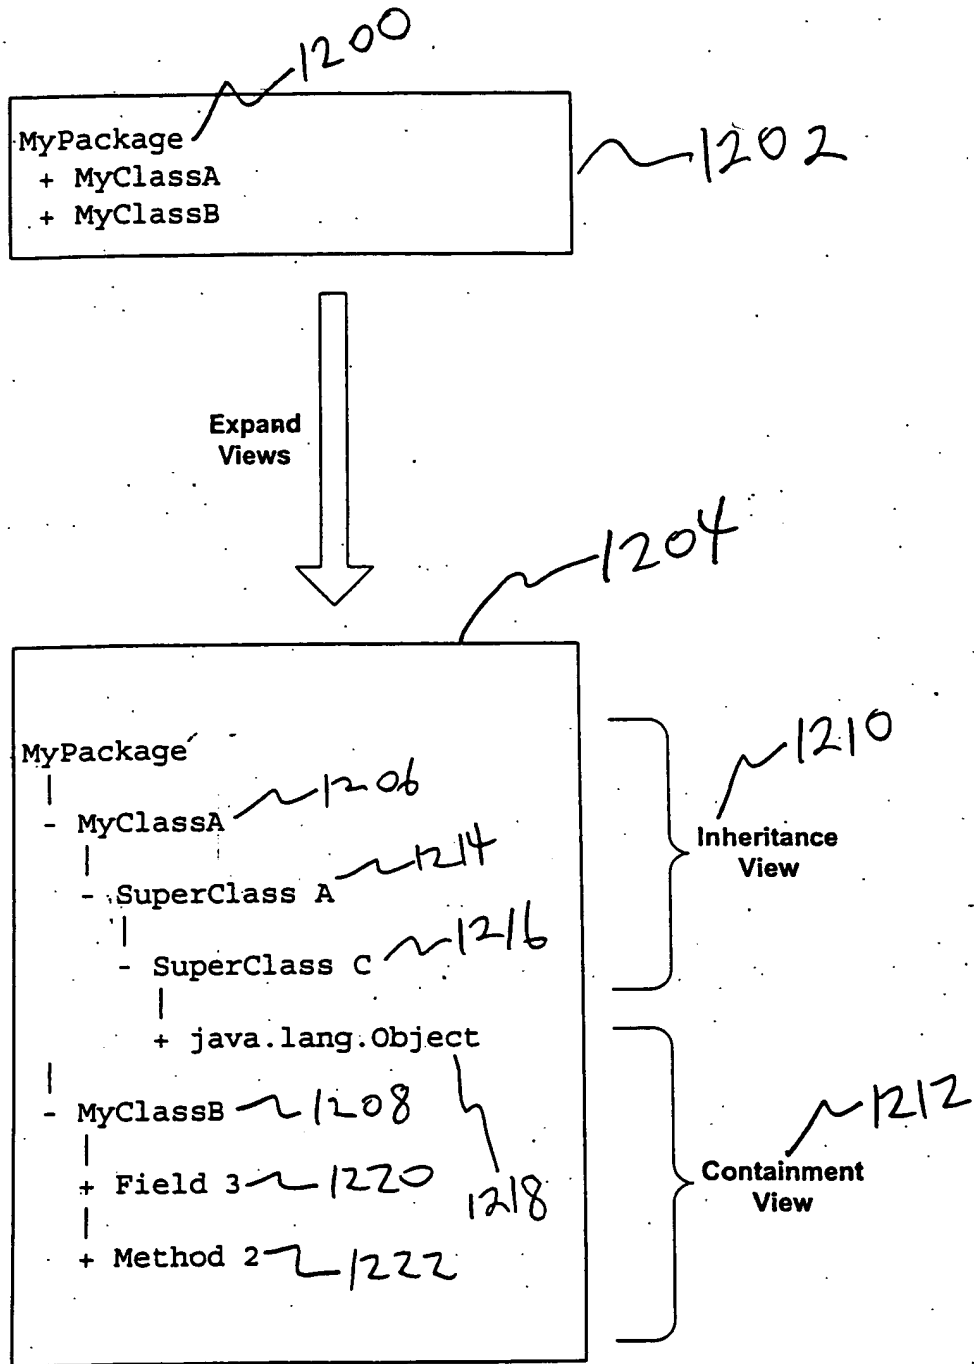 1200
MyPackage
+ MyClassA
+ MyClassB
1202
Expand
Views
1204
MyPackage
|
- MyClassA 1206
|
- SuperClass A 1214
|
- SuperClass C 1216
|
+ java.lang.Object
|
- MyClassB 1208
|
+ Field 3 1220
|
+ Method 2 1222
1218
1210
Inheritance
View
1212
Containment
View